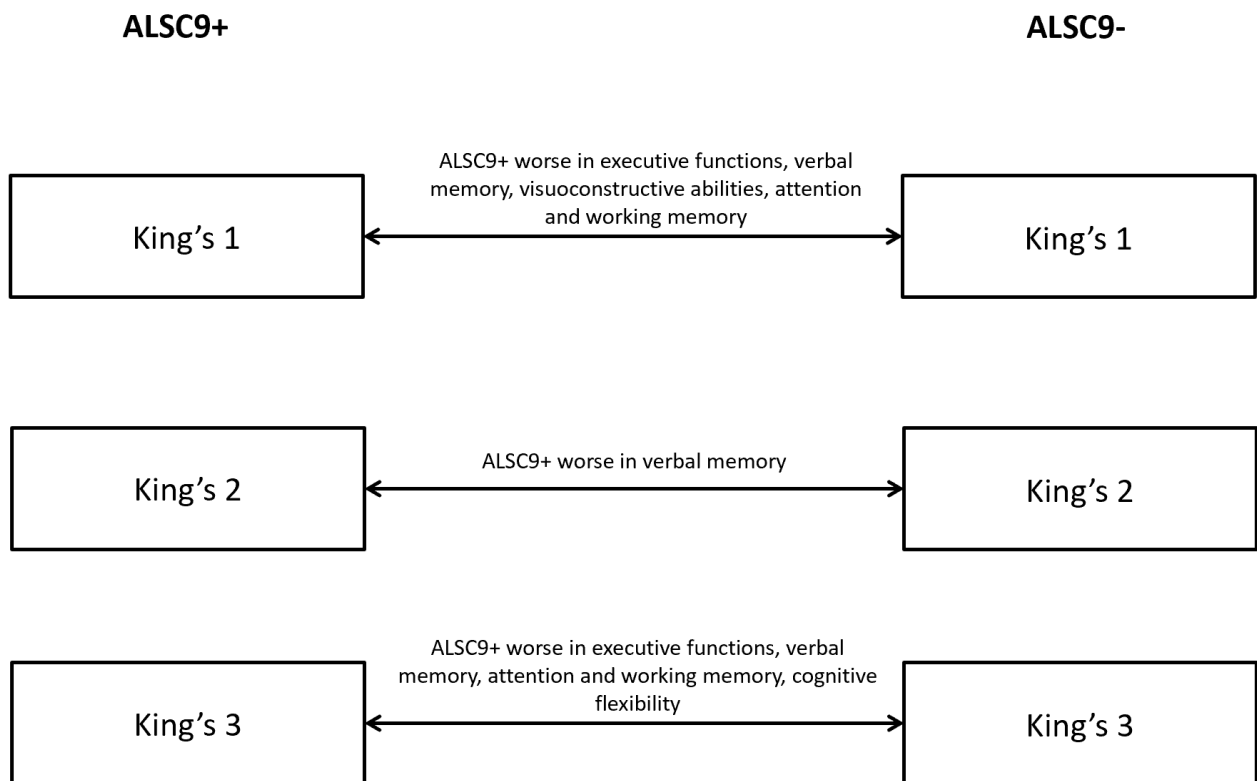 ALSC9+ ALSC9-
ALSC9+ worse in executive functions, verbal
memory, visuoconstructive abilities, attention
and working memory
King's 1 King's 1
ALSC9+ worse in verbal memory
King's 2 King's 2
ALSC9+ worse in executive functions, verbal
memory, attention and working memory, cognitive
flexibility
King's 3 King's 3